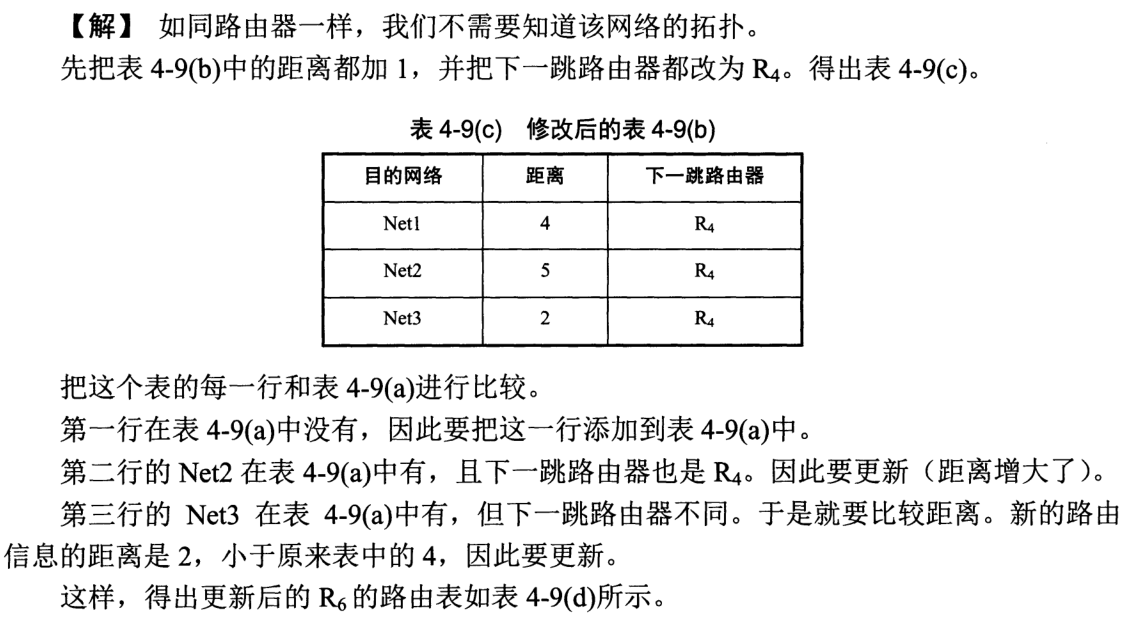 【解】 如同路由器一样，我们不需要知道该网络的拓扑。
先把表 4-9(b)中的距离都加 1，并把下一跳路由器都改为 R₄。得出表 4-9(c)。
表 4-9(c) 修改后的表 4-9(b)
目的网络 距离 下一跳路由器
Net1 4 R₄
Net2 5 R₄
Net3 2 R₄
把这个表的每一行和表 4-9(a)进行比较。
第一行在表 4-9(a)中没有，因此要把这一行添加到表 4-9(a)中。
第二行的 Net2 在表 4-9(a)中有，且下一跳路由器也是 R₄。因此要更新（距离增大了）。
第三行的 Net3 在表 4-9(a)中有，但下一跳路由器不同。于是就要比较距离。新的路由
信息的距离是 2，小于原来表中的 4，因此要更新。
这样，得出更新后的 R₆ 的路由表如表 4-9(d)所示。